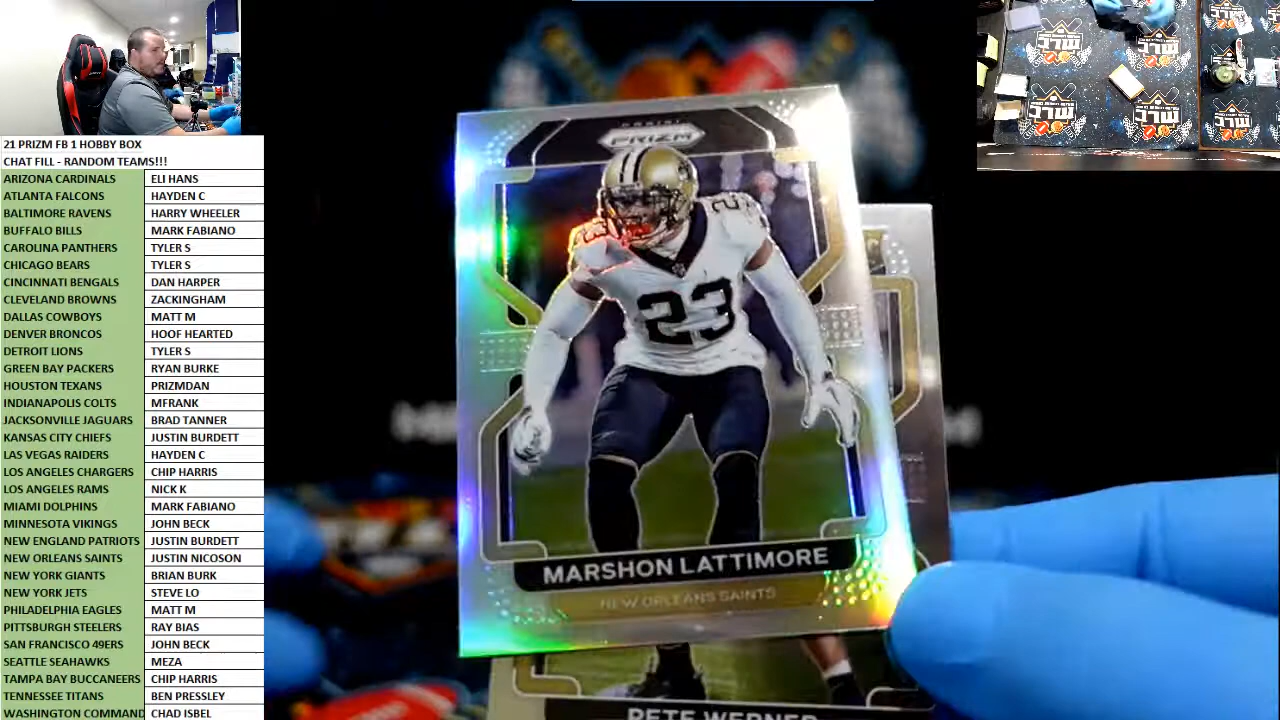 21 PRIZM FB 1 HOBBY BOX
CHAT FILL - RANDOM TEAMS!!!
ARIZONA CARDINALS ELI HANS
ATLANTA FALCONS HAYDEN C
BALTIMORE RAVENS HARRY WHEELER
BUFFALO BILLS MARK FABIANO
CAROLINA PANTHERS TYLER S
CHICAGO BEARS TYLER S
CINCINNATI BENGALS DAN HARPER
CLEVELAND BROWNS ZACKINGHAM
DALLAS COWBOYS MATT M
DENVER BRONCOS HOOF HEARTED
DETROIT LIONS TYLER S
GREEN BAY PACKERS RYAN BURKE
HOUSTON TEXANS PRIZMDAN
INDIANAPOLIS COLTS MFRANK
JACKSONVILLE JAGUARS BRAD TANNER
KANSAS CITY CHIEFS JUSTIN BURDETT
LAS VEGAS RAIDERS HAYDEN C
LOS ANGELES CHARGERS CHIP HARRIS
LOS ANGELES RAMS NICK K
MIAMI DOLPHINS MARK FABIANO
MINNESOTA VIKINGS JOHN BECK
NEW ENGLAND PATRIOTS JUSTIN BURDETT
NEW ORLEANS SAINTS JUSTIN NICOSON
NEW YORK GIANTS BRIAN BURK
NEW YORK JETS STEVE LO
PHILADELPHIA EAGLES MATT M
PITTSBURGH STEELERS RAY BIAS
SAN FRANCISCO 49ERS JOHN BECK
SEATTLE SEAHAWKS MEZA
TAMPA BAY BUCCANEERS CHIP HARRIS
TENNESSEE TITANS BEN PRESSLEY
WASHINGTON COMMAND CHAD ISBEL
PANINI
PRIZM
23
23
23
MARSHON LATTIMORE
NEW ORLEANS SAINTS
PETE WERNER